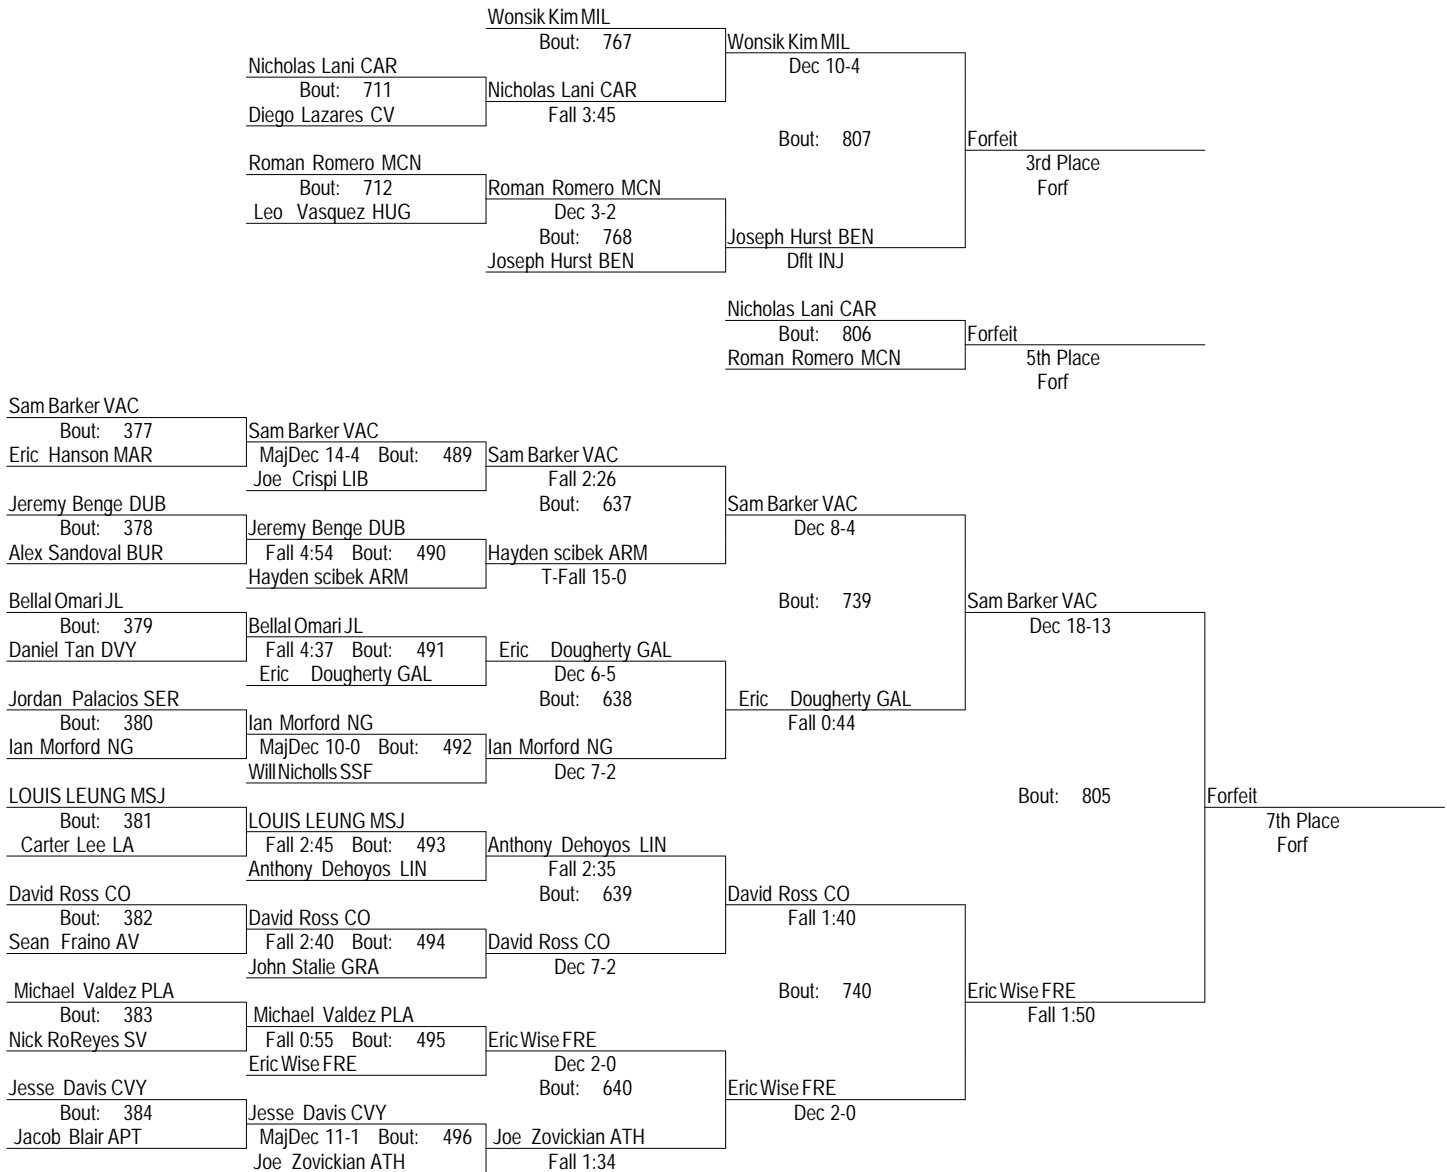 Wonsik Kim MIL
Bout: 767
Wonsik Kim MIL
Dec 10-4
Nicholas Lani CAR
Bout: 711
Nicholas Lani CAR
Diego Lazares CV
Fall 3:45
Bout: 807
Forfeit
3rd Place
Forf
Roman Romero MCN
Bout: 712
Roman Romero MCN
Leo Vasquez HUG
Dec 3-2
Bout: 768
Joseph Hurst BEN
Joseph Hurst BEN
Dflt INJ
Nicholas Lani CAR
Bout: 806
Forfeit
Roman Romero MCN
5th Place
Forf
Sam Barker VAC
Bout: 377
Sam Barker VAC
Eric Hanson MAR
MajDec 14-4 Bout: 489
Sam Barker VAC
Joe Crispi LIB
Fall 2:26
Jeremy Benge DUB
Bout: 637
Sam Barker VAC
Bout: 378
Jeremy Benge DUB
Dec 8-4
Alex Sandoval BUR
Fall 4:54 Bout: 490
Hayden scibek ARM
Hayden scibek ARM
T-Fall 15-0
Bellal Omari JL
Bout: 739
Sam Barker VAC
Bout: 379
Bellal Omari JL
Dec 18-13
Daniel Tan DVY
Fall 4:37 Bout: 491
Eric Dougherty GAL
Eric Dougherty GAL
Dec 6-5
Jordan Palacios SER
Bout: 638
Eric Dougherty GAL
Bout: 380
Ian Morford NG
Fall 0:44
Ian Morford NG
MajDec 10-0 Bout: 492
Ian Morford NG
Will Nicholls SSF
Dec 7-2
LOUIS LEUNG MSJ
Bout: 805
Forfeit
Bout: 381
LOUIS LEUNG MSJ
7th Place
Carter Lee LA
Fall 2:45 Bout: 493
Anthony Dehoyos LIN
Forf
Anthony Dehoyos LIN
Fall 2:35
David Ross CO
Bout: 639
David Ross CO
Bout: 382
David Ross CO
Fall 1:40
Sean Fraino AV
Fall 2:40 Bout: 494
David Ross CO
John Stalie GRA
Dec 7-2
Michael Valdez PLA
Bout: 740
Eric Wise FRE
Bout: 383
Michael Valdez PLA
Fall 1:50
Nick RoReyes SV
Fall 0:55 Bout: 495
Eric Wise FRE
Eric Wise FRE
Dec 2-0
Jesse Davis CVY
Bout: 640
Eric Wise FRE
Bout: 384
Jesse Davis CVY
Dec 2-0
Jacob Blair APT
MajDec 11-1 Bout: 496
Joe Zovickian ATH
Joe Zovickian ATH
Fall 1:34